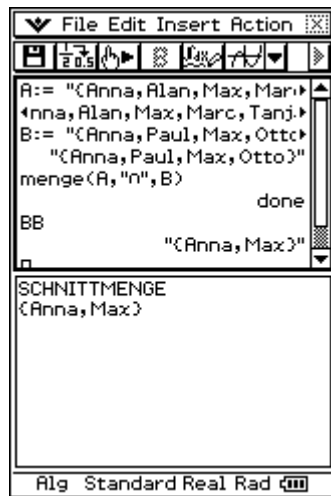 File Edit Insert Action
A:= "{Anna,Alan,Max,Mar
nna,Alan,Max,Marc,Tanj.
B:= "{Anna,Paul,Max,Otto
"{Anna,Paul,Max,Otto}"
menge(A,"∩",B)
done
BB
"{Anna,Max}"
SCHNITTMENGE
{Anna,Max}
Alg Standard Real Rad